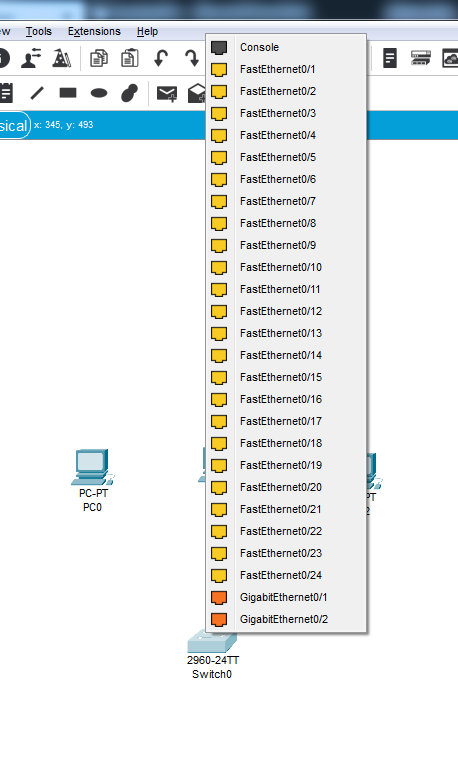 ew Tools Extensions Help
sical x: 345, y: 493
Console
FastEthernet0/1
FastEthernet0/2
FastEthernet0/3
FastEthernet0/4
FastEthernet0/5
FastEthernet0/6
FastEthernet0/7
FastEthernet0/8
FastEthernet0/9
FastEthernet0/10
FastEthernet0/11
FastEthernet0/12
FastEthernet0/13
FastEthernet0/14
FastEthernet0/15
FastEthernet0/16
FastEthernet0/17
FastEthernet0/18
FastEthernet0/19
FastEthernet0/20
FastEthernet0/21
FastEthernet0/22
FastEthernet0/23
FastEthernet0/24
GigabitEthernet0/1
GigabitEthernet0/2
PC-PT
PC0
PT
2
2960-24TT
Switch0